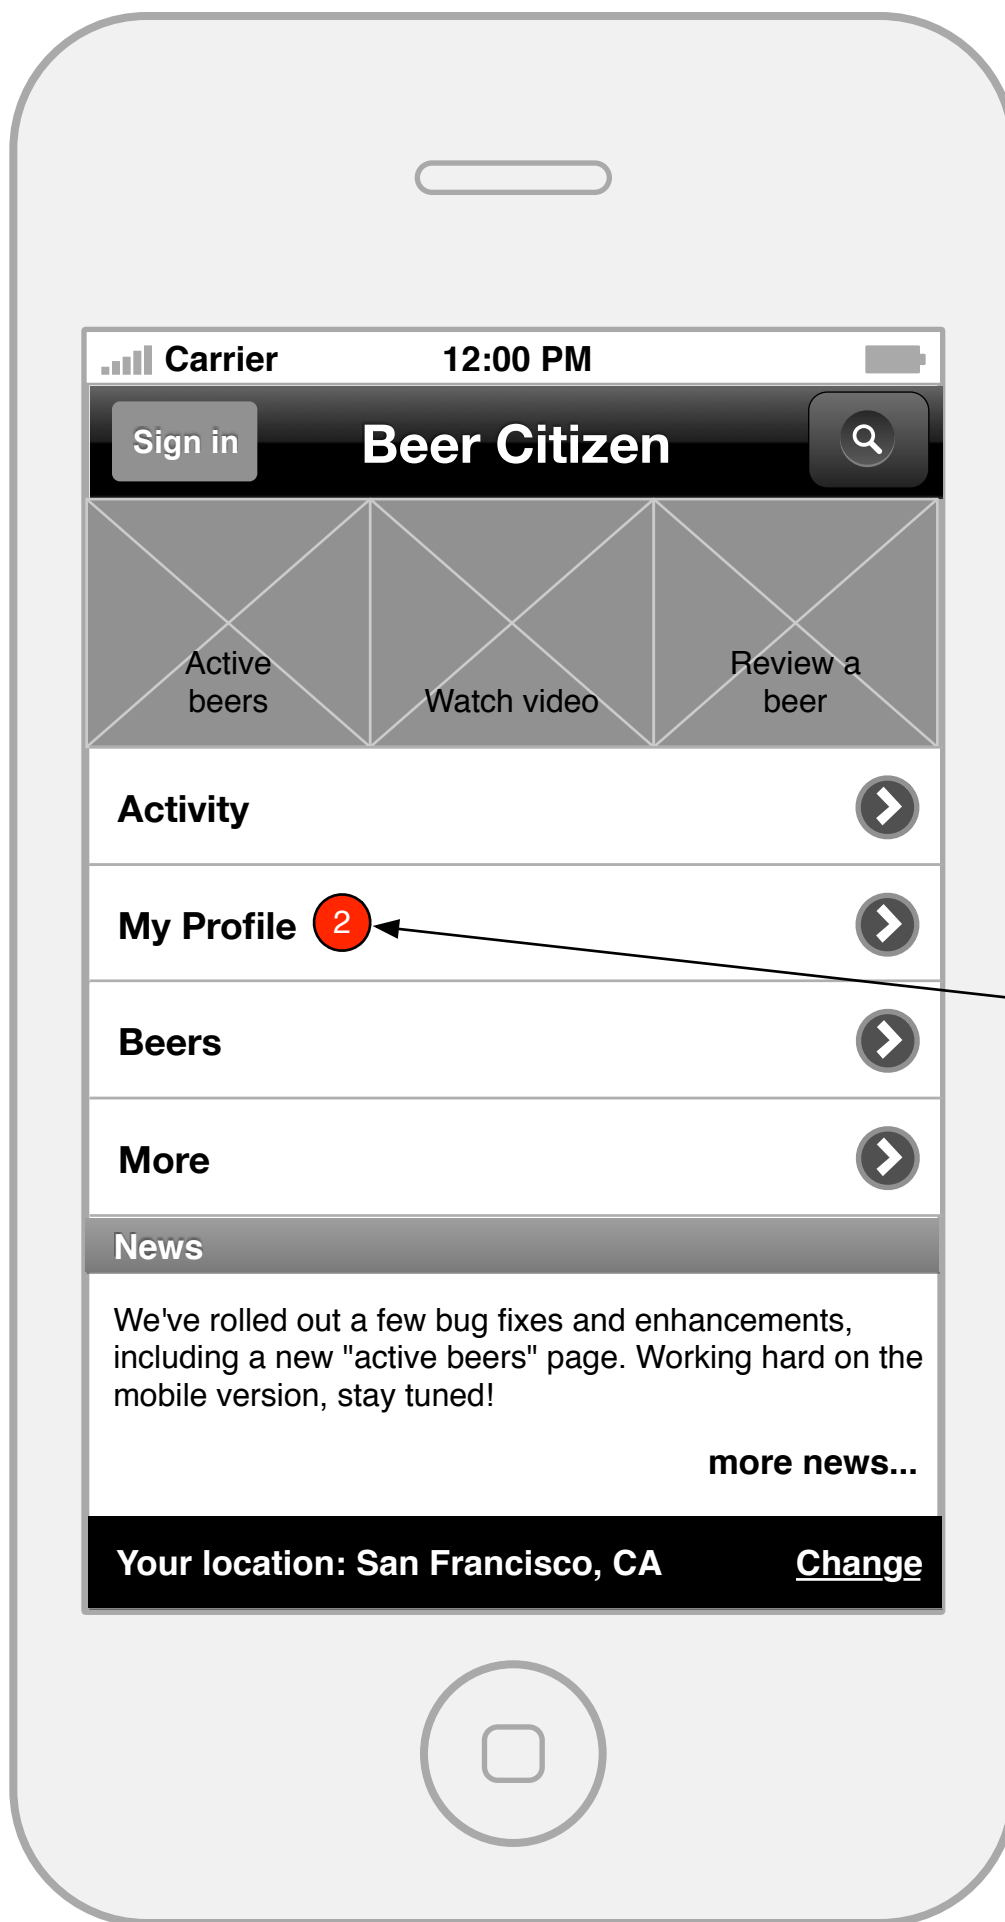 Carrier 12:00 PM
Sign in Beer Citizen
Active
beers
Watch video
Review a
beer
Activity
My Profile 2
Beers
More
News
We've rolled out a few bug fixes and enhancements,
including a new "active beers" page. Working hard on the
mobile version, stay tuned!
more news...
Your location: San Francisco, CA Change